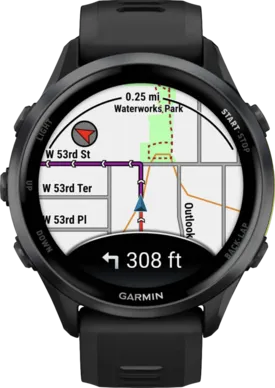 0.25 mi
Waterworks Park
LIGHT
START·STOP
W 53rd St
UP
W 53rd Ter
W 53rd Pl
Outlook
DOWN
BACK·LAP
308 ft
GARMIN